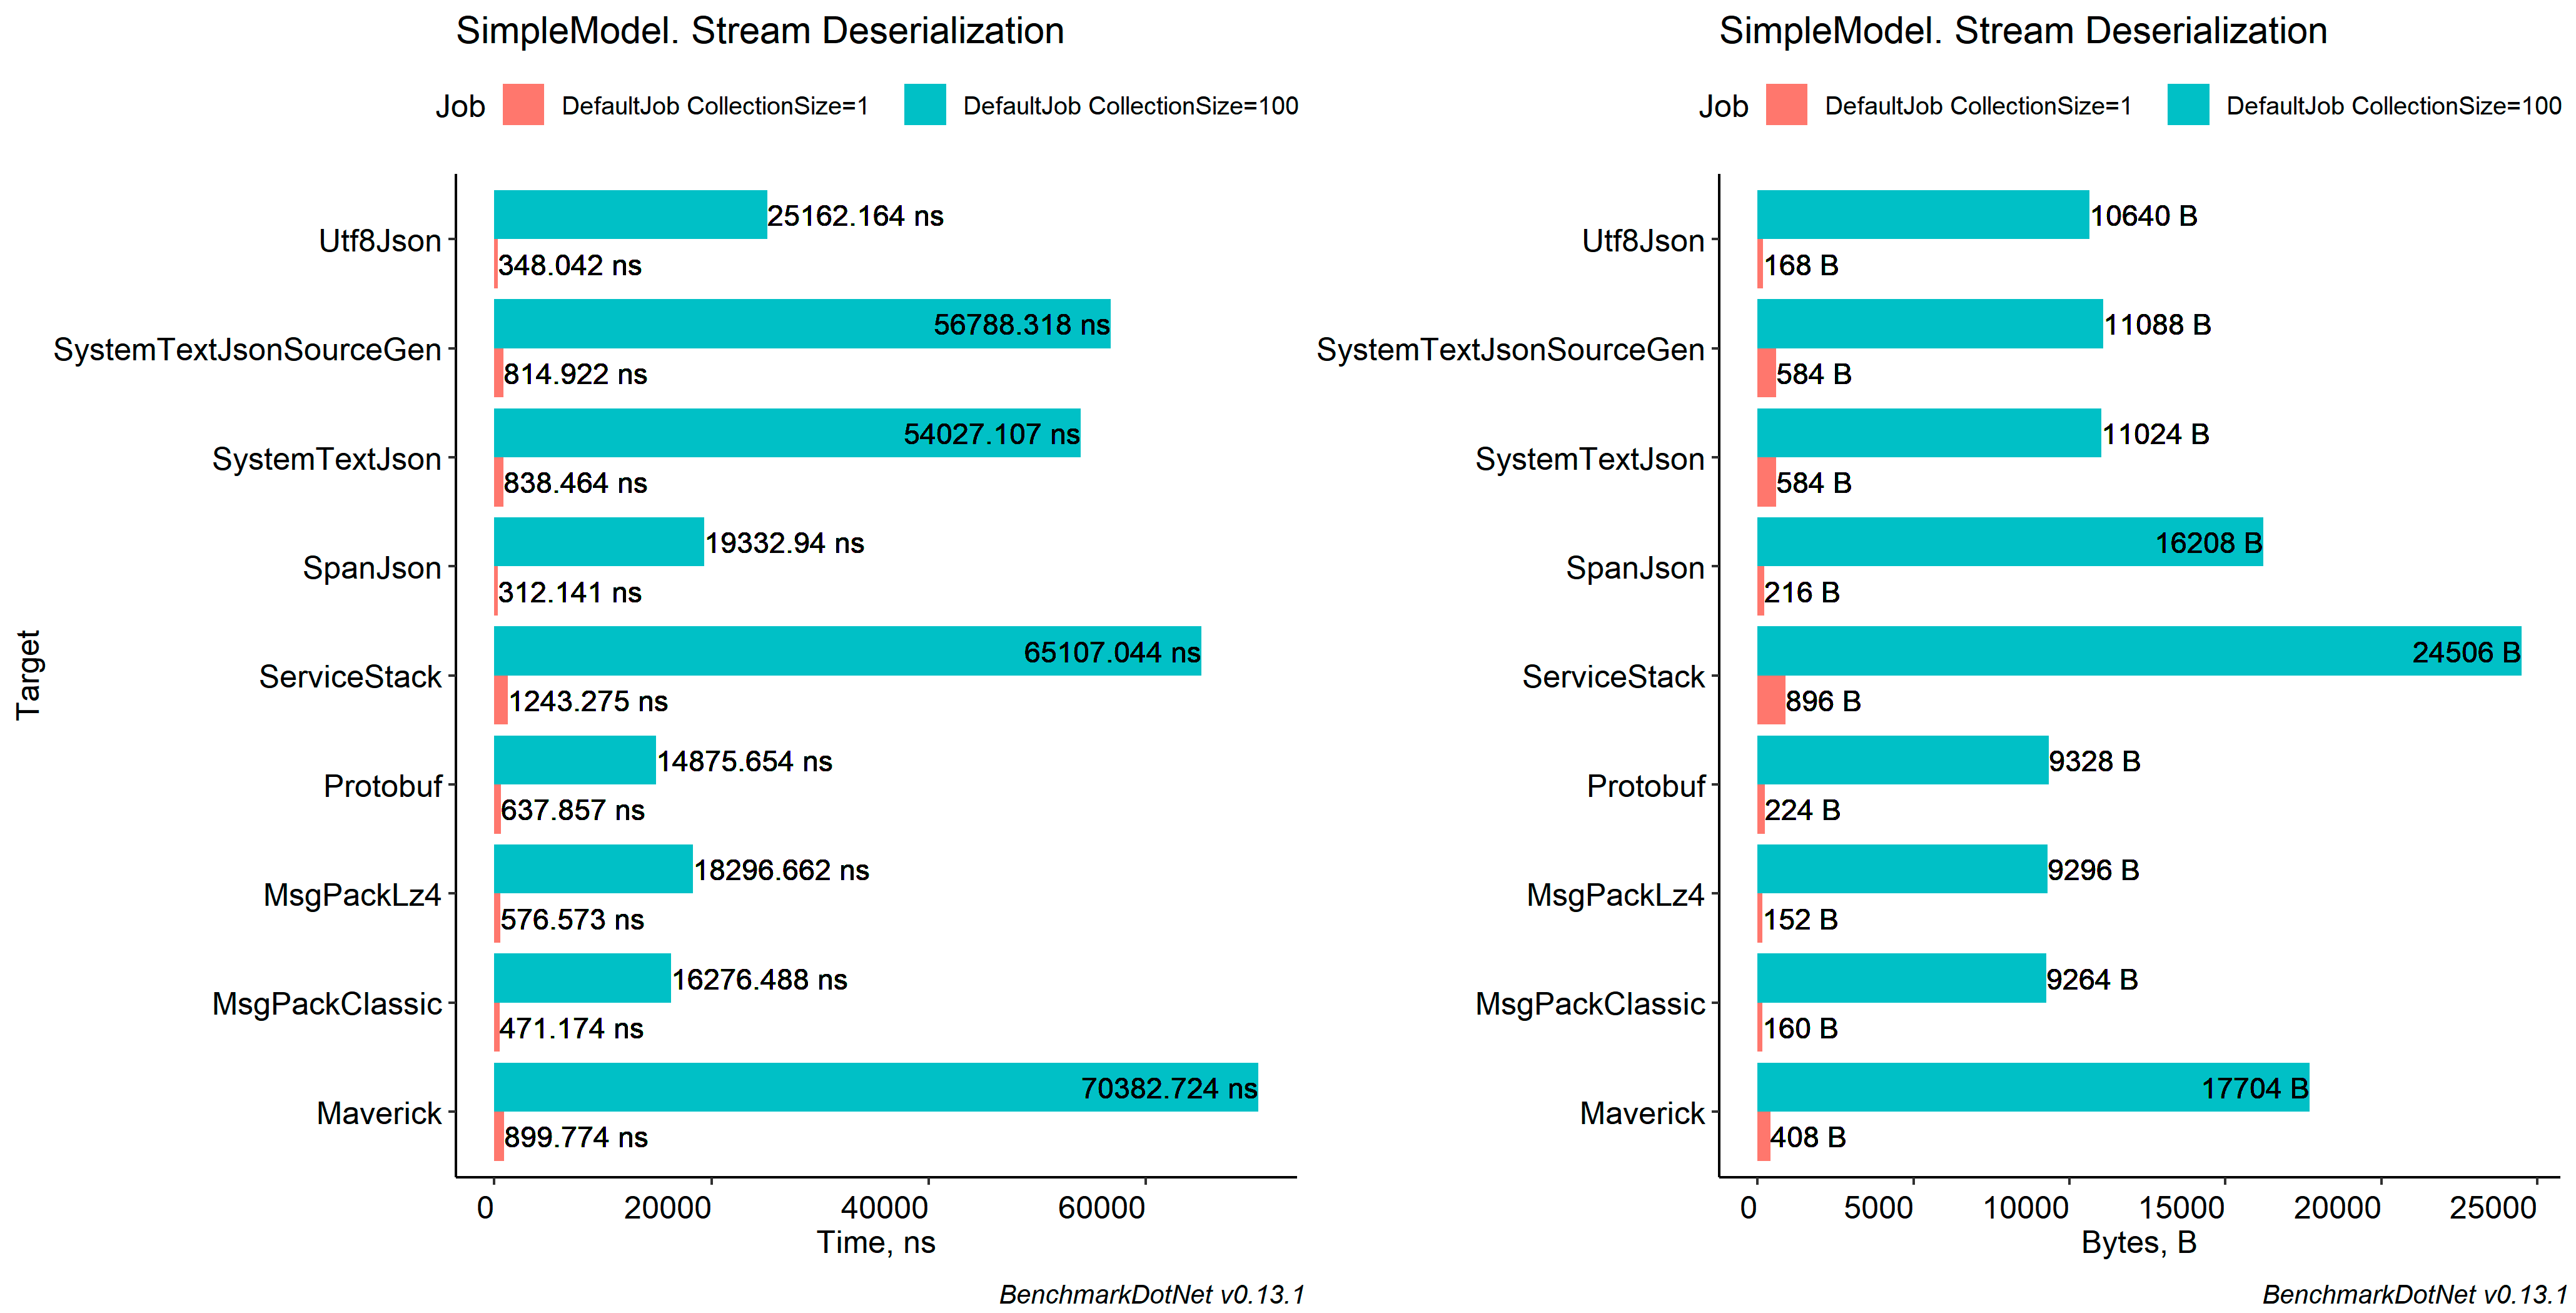 SimpleModel. Stream Deserialization
Job DefaultJob CollectionSize=1 DefaultJob CollectionSize=100
Target
Utf8Json
25162.164 ns
348.042 ns
SystemTextJsonSourceGen
56788.318 ns
814.922 ns
SystemTextJson
54027.107 ns
838.464 ns
SpanJson
19332.94 ns
312.141 ns
ServiceStack
65107.044 ns
1243.275 ns
Protobuf
14875.654 ns
637.857 ns
MsgPackLz4
18296.662 ns
576.573 ns
MsgPackClassic
16276.488 ns
471.174 ns
Maverick
70382.724 ns
899.774 ns
0 20000 40000 60000
Time, ns
BenchmarkDotNet v0.13.1
SimpleModel. Stream Deserialization
Job DefaultJob CollectionSize=1 DefaultJob CollectionSize=100
Utf8Json
10640 B
168 B
SystemTextJsonSourceGen
11088 B
584 B
SystemTextJson
11024 B
584 B
SpanJson
16208 B
216 B
ServiceStack
24506 B
896 B
Protobuf
9328 B
224 B
MsgPackLz4
9296 B
152 B
MsgPackClassic
9264 B
160 B
Maverick
17704 B
408 B
0 5000 10000 15000 20000 25000
Bytes, B
BenchmarkDotNet v0.13.1